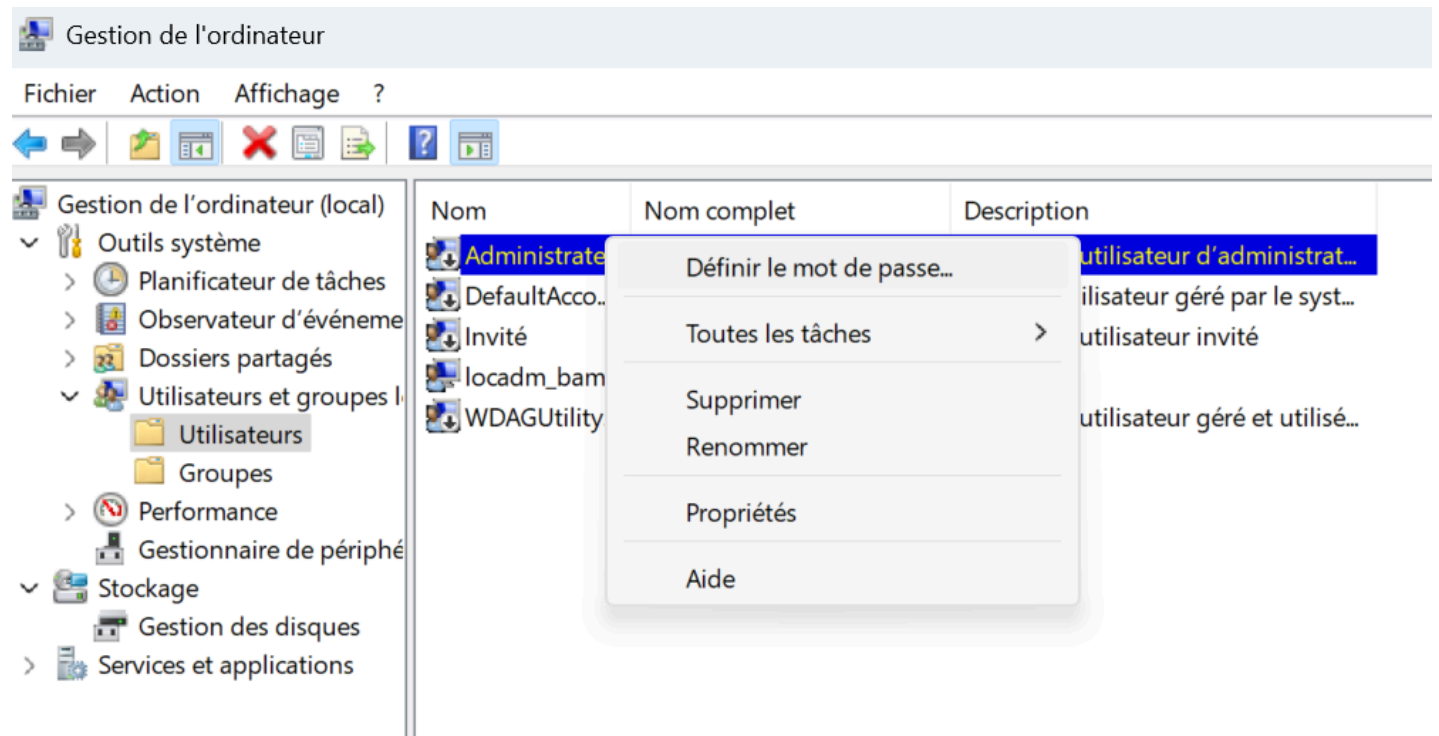 Gestion de l'ordinateur
Fichier Action Affichage ?
Gestion de l'ordinateur (local)
Outils système
Planificateur de tâches
Observateur d'événeme
Dossiers partagés
Utilisateurs et groupes l
Utilisateurs
Groupes
Performance
Gestionnaire de périphé
Stockage
Gestion des disques
Services et applications
Nom Nom complet Description
Administrate utilisateur d'administrat...
DefaultAcco... ilisateur géré par le syst...
Invité utilisateur invité
locadm_bam
WDAGUtility utilisateur géré et utilisé...
Définir le mot de passe...
Toutes les tâches
Supprimer
Renommer
Propriétés
Aide